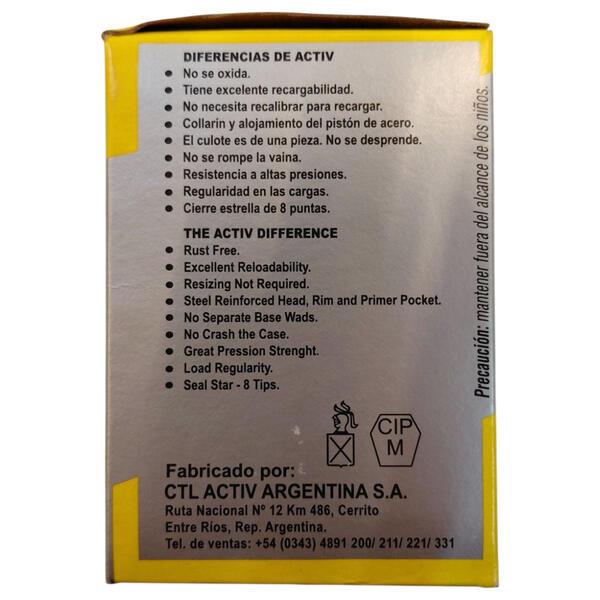 DIFERENCIAS DE ACTIV
• No se oxida.
• Tiene excelente recargabilidad.
• No necesita recalibrar para recargar.
• Collarín y alojamiento del pistón de acero.
• El culote es de una pieza. No se desprende.
• No se rompe la vaina.
• Resistencia a altas presiones.
• Regularidad en las cargas.
• Cierre estrella de 8 puntas.
THE ACTIV DIFFERENCE
• Rust Free.
• Excellent Reloadability.
• Resizing Not Required.
• Steel Reinforced Head, Rim and Primer Pocket.
• No Separate Base Wads.
• No Crash the Case.
• Great Pression Strenght.
• Load Regularity.
• Seal Star - 8 Tips.
Precaución: mantener fuera del alcance de los niños.
CIP
M
Fabricado por:
CTL ACTIV ARGENTINA S.A.
Ruta Nacional Nº 12 Km 486, Cerrito
Entre Ríos, Rep. Argentina.
Tel. de ventas: +54 (0343) 4891 200/ 211/ 221/ 331